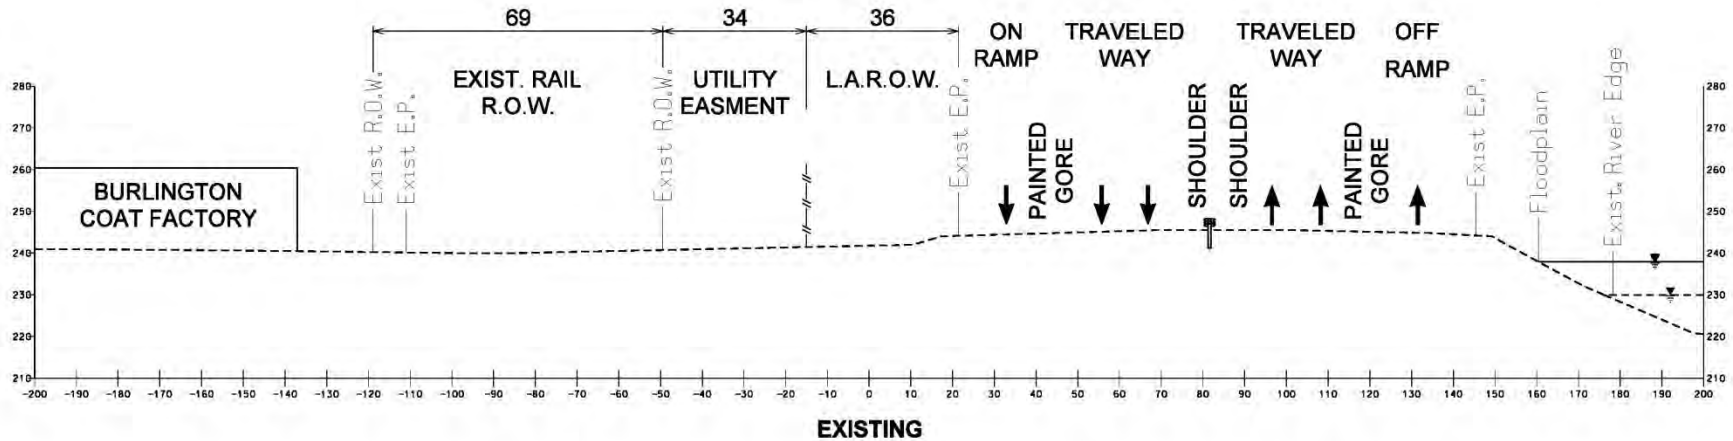 69
34
36
ON
RAMP
TRAVELED
WAY
TRAVELED
WAY
OFF
RAMP
EXIST. RAIL
R.O.W.
UTILITY
EASMENT
L.A.R.O.W.
Exist R.O.W.
Exist E.P.
Exist R.O.W.
Exist E.P.
PAINTED
GORE
SHOULDER
SHOULDER
PAINTED
GORE
Exist E.P.
Floodplain
Exist. River Edge
BURLINGTON
COAT FACTORY
280
270
260
250
240
230
220
210
280
270
260
250
240
230
220
210
-200 -190 -180 -170 -160 -150 -140 -130 -120 -110 -100 -90 -80 -70 -60 -50 -40 -30 -20 -10 0 10 20 30 40 50 60 70 80 90 100 110 120 130 140 150 160 170 180 190 200
EXISTING